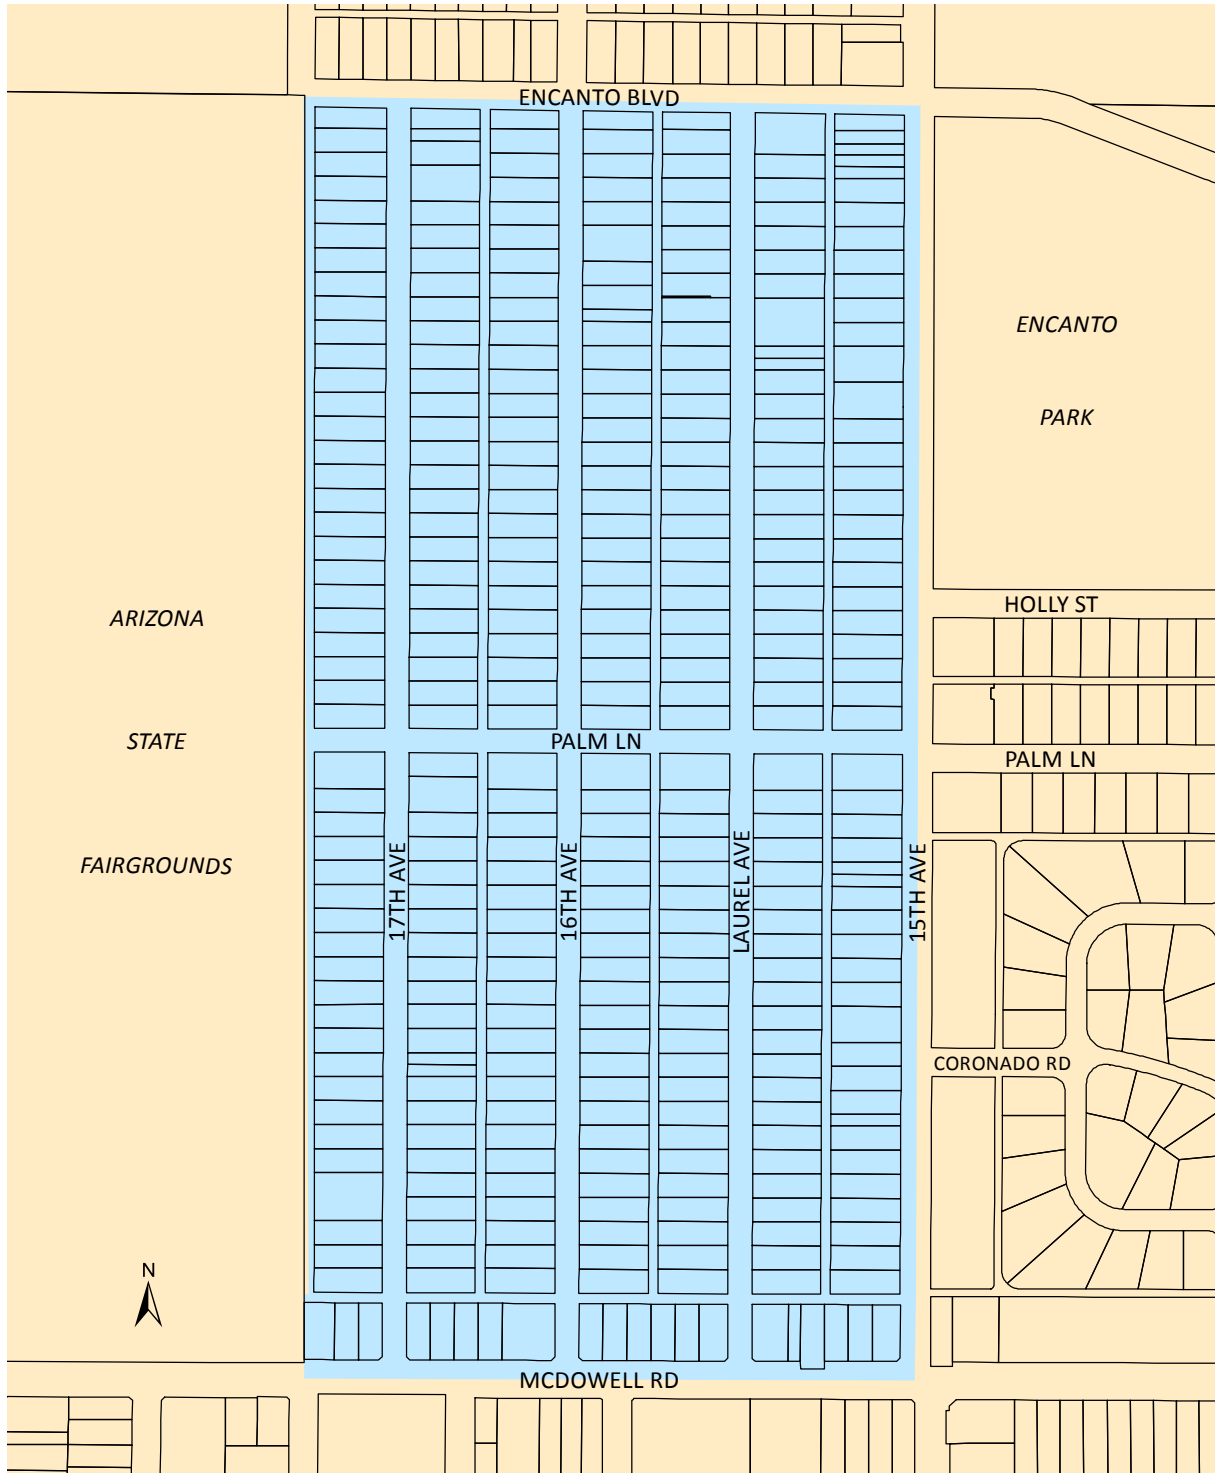 ENCANTO BLVD
ENCANTO
PARK
HOLLY ST
ARIZONA
STATE
FAIRGROUNDS
PALM LN
PALM LN
17TH AVE
16TH AVE
LAUREL AVE
15TH AVE
CORONADO RD
N
MCDOWELL RD